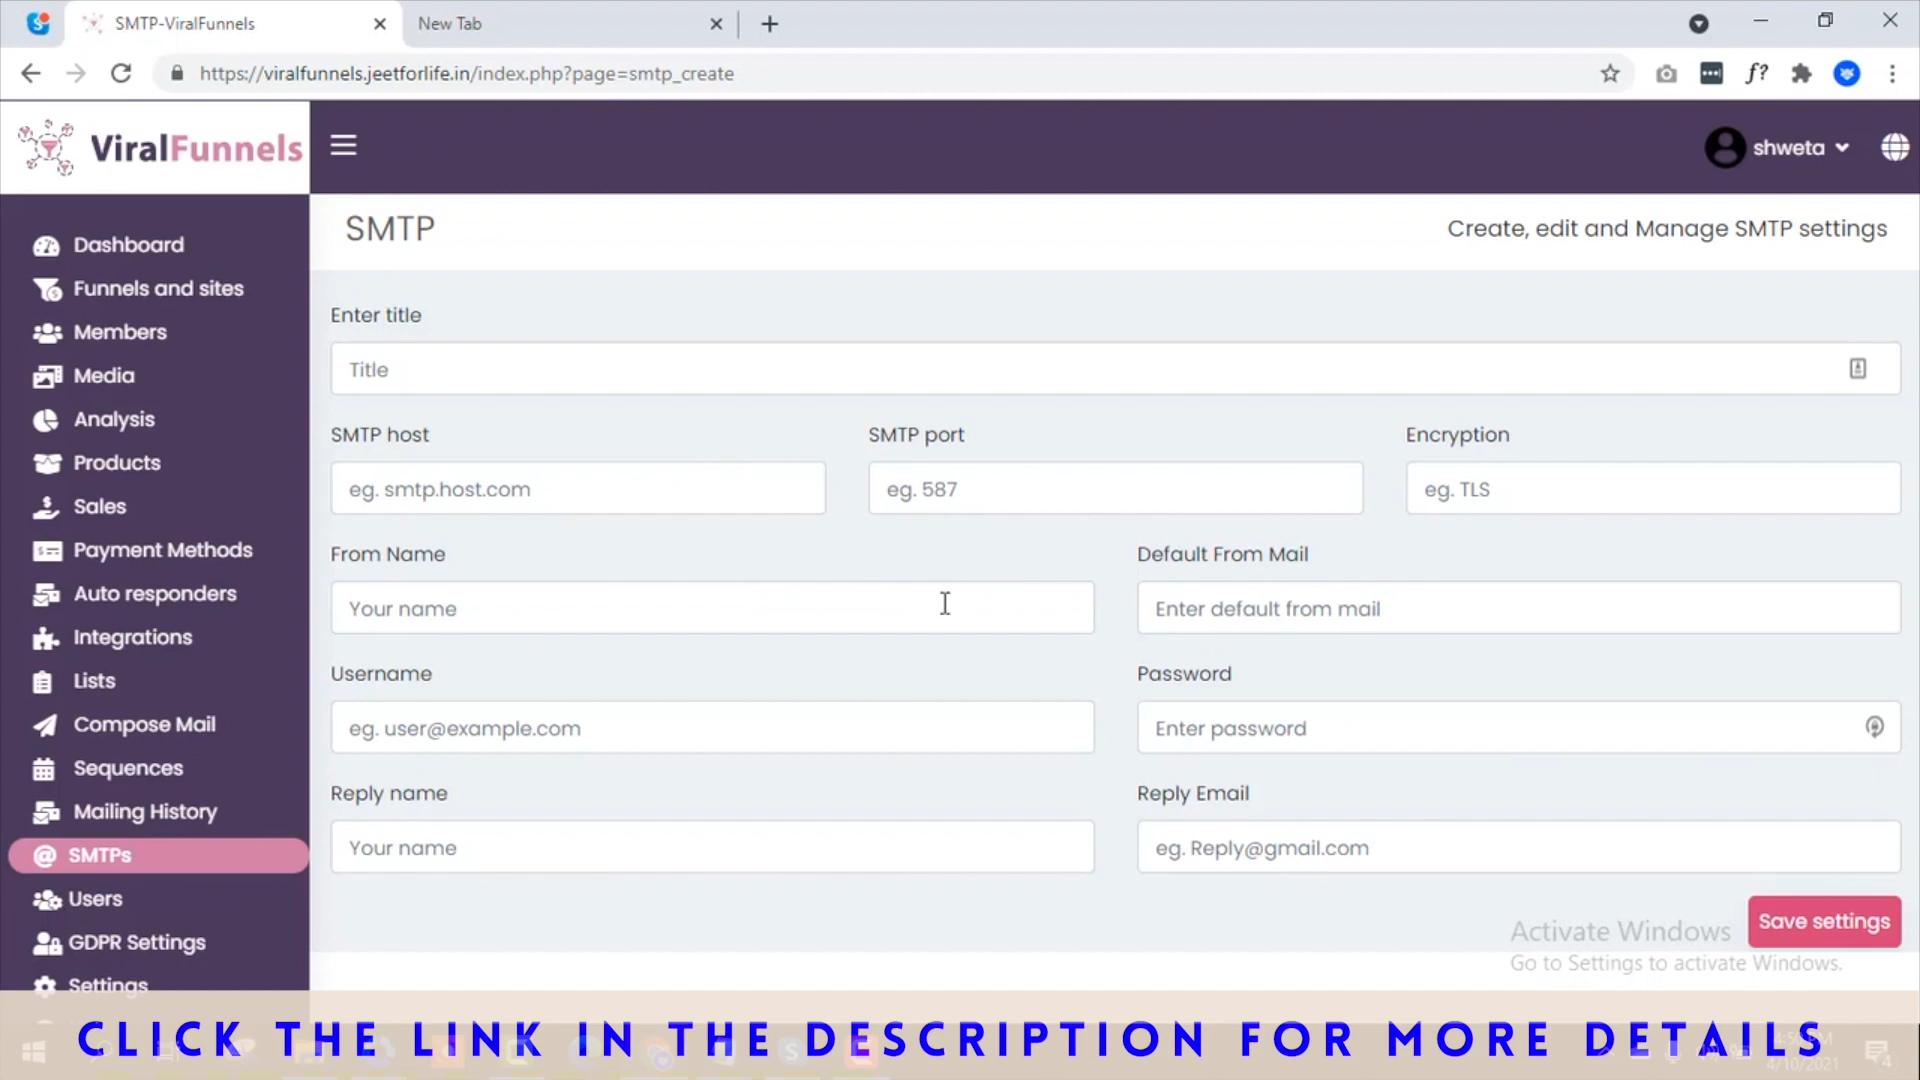 SMTP-ViralFunnels
New Tab
https://viralfunnels.jeetforlife.in/index.php?page=smtp_create
f?
ViralFunnels
shweta
SMTP
Create, edit and Manage SMTP settings
Dashboard
Funnels and sites
Members
Media
Analysis
Products
Sales
Payment Methods
Auto responders
Integrations
Lists
Compose Mail
Sequences
Mailing History
SMTPs
Users
GDPR Settings
Settings
Enter title
Title
SMTP host
SMTP port
Encryption
eg. smtp.host.com
eg. 587
eg. TLS
From Name
Default From Mail
Your name
Enter default from mail
Username
Password
eg. user@example.com
Enter password
Reply name
Reply Email
Your name
eg. Reply@gmail.com
Save settings
Activate Windows
Go to Settings to activate Windows.
CLICK THE LINK IN THE DESCRIPTION FOR MORE DETAILS
4/10/2021